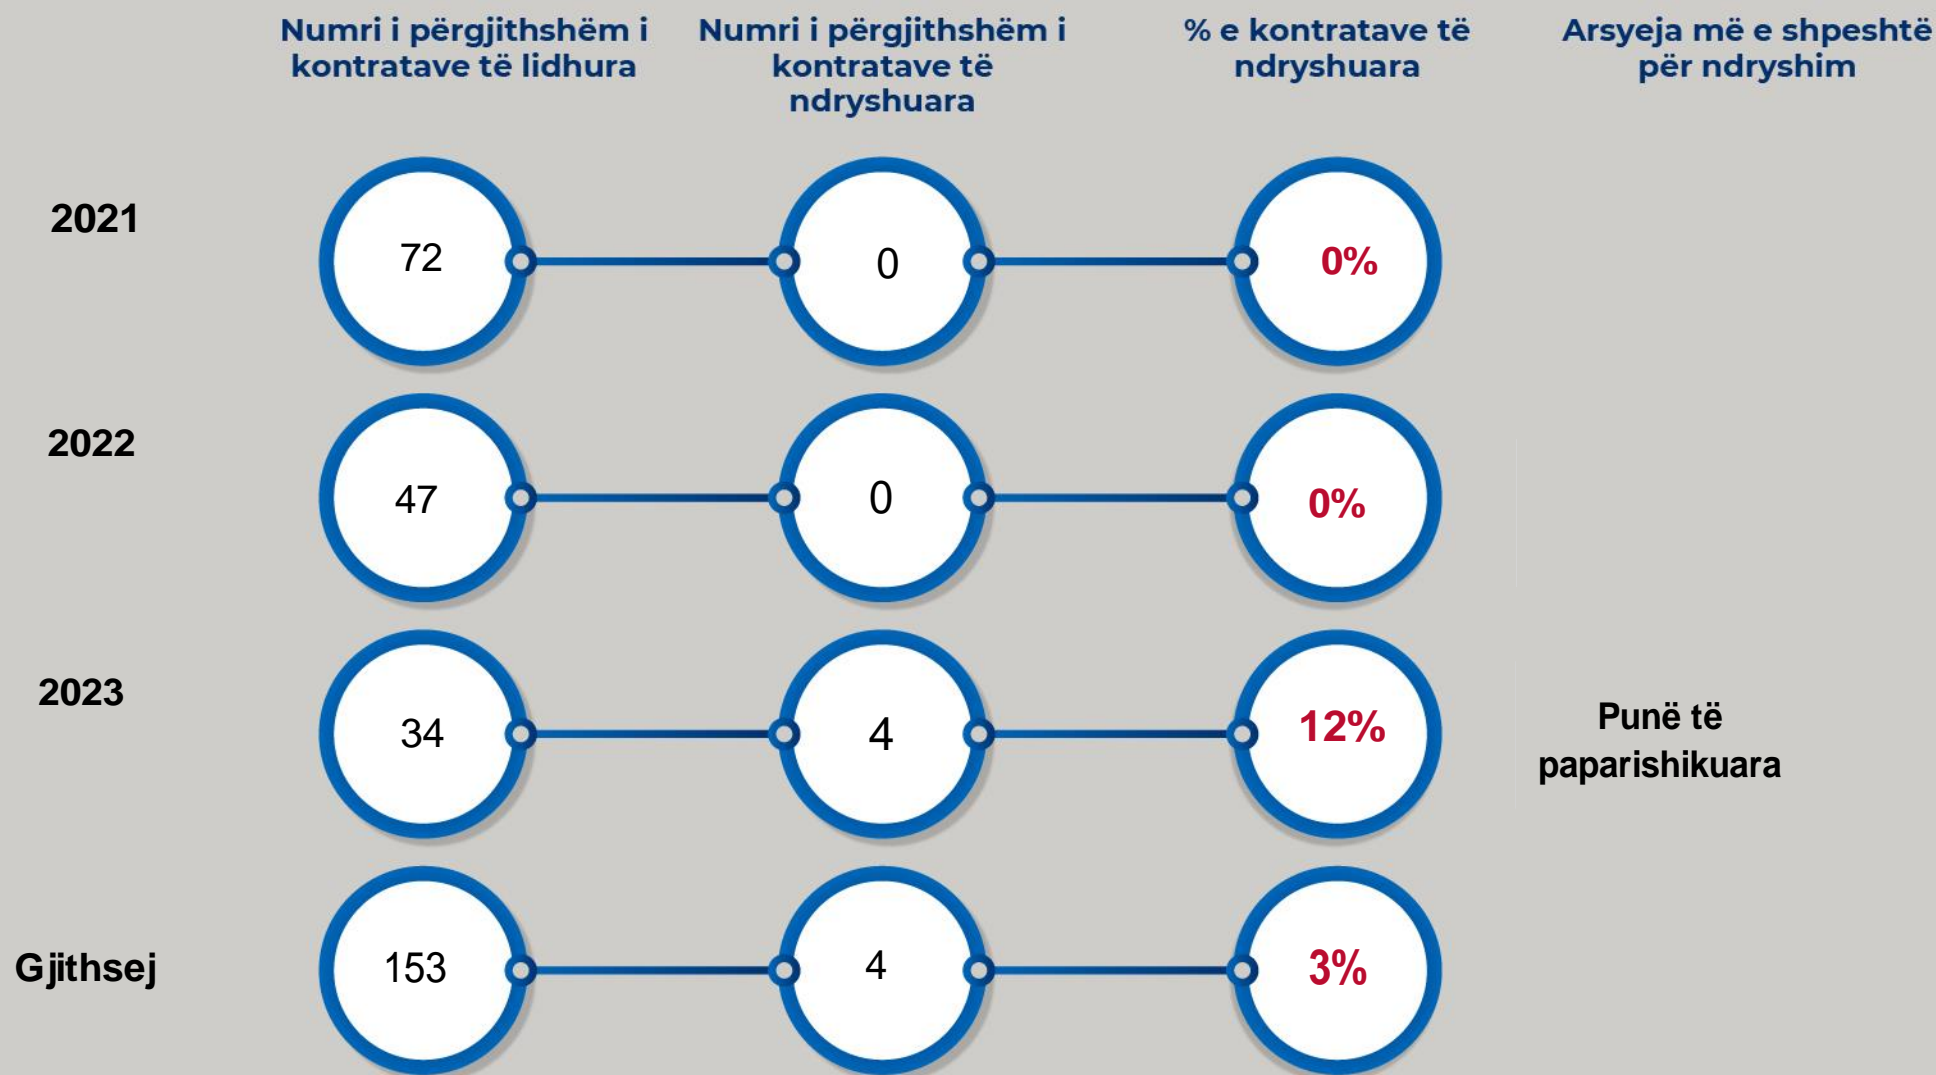 Numri i përgjithshëm i
kontratave të lidhura
Numri i përgjithshëm i
kontratave të
ndryshuara
% e kontratave të
ndryshuara
Arsyeja më e shpeshtë
për ndryshim
2021
72
0
0%
2022
47
0
0%
2023
34
4
12%
Punë të
paparishikuara
Gjithsej
153
4
3%